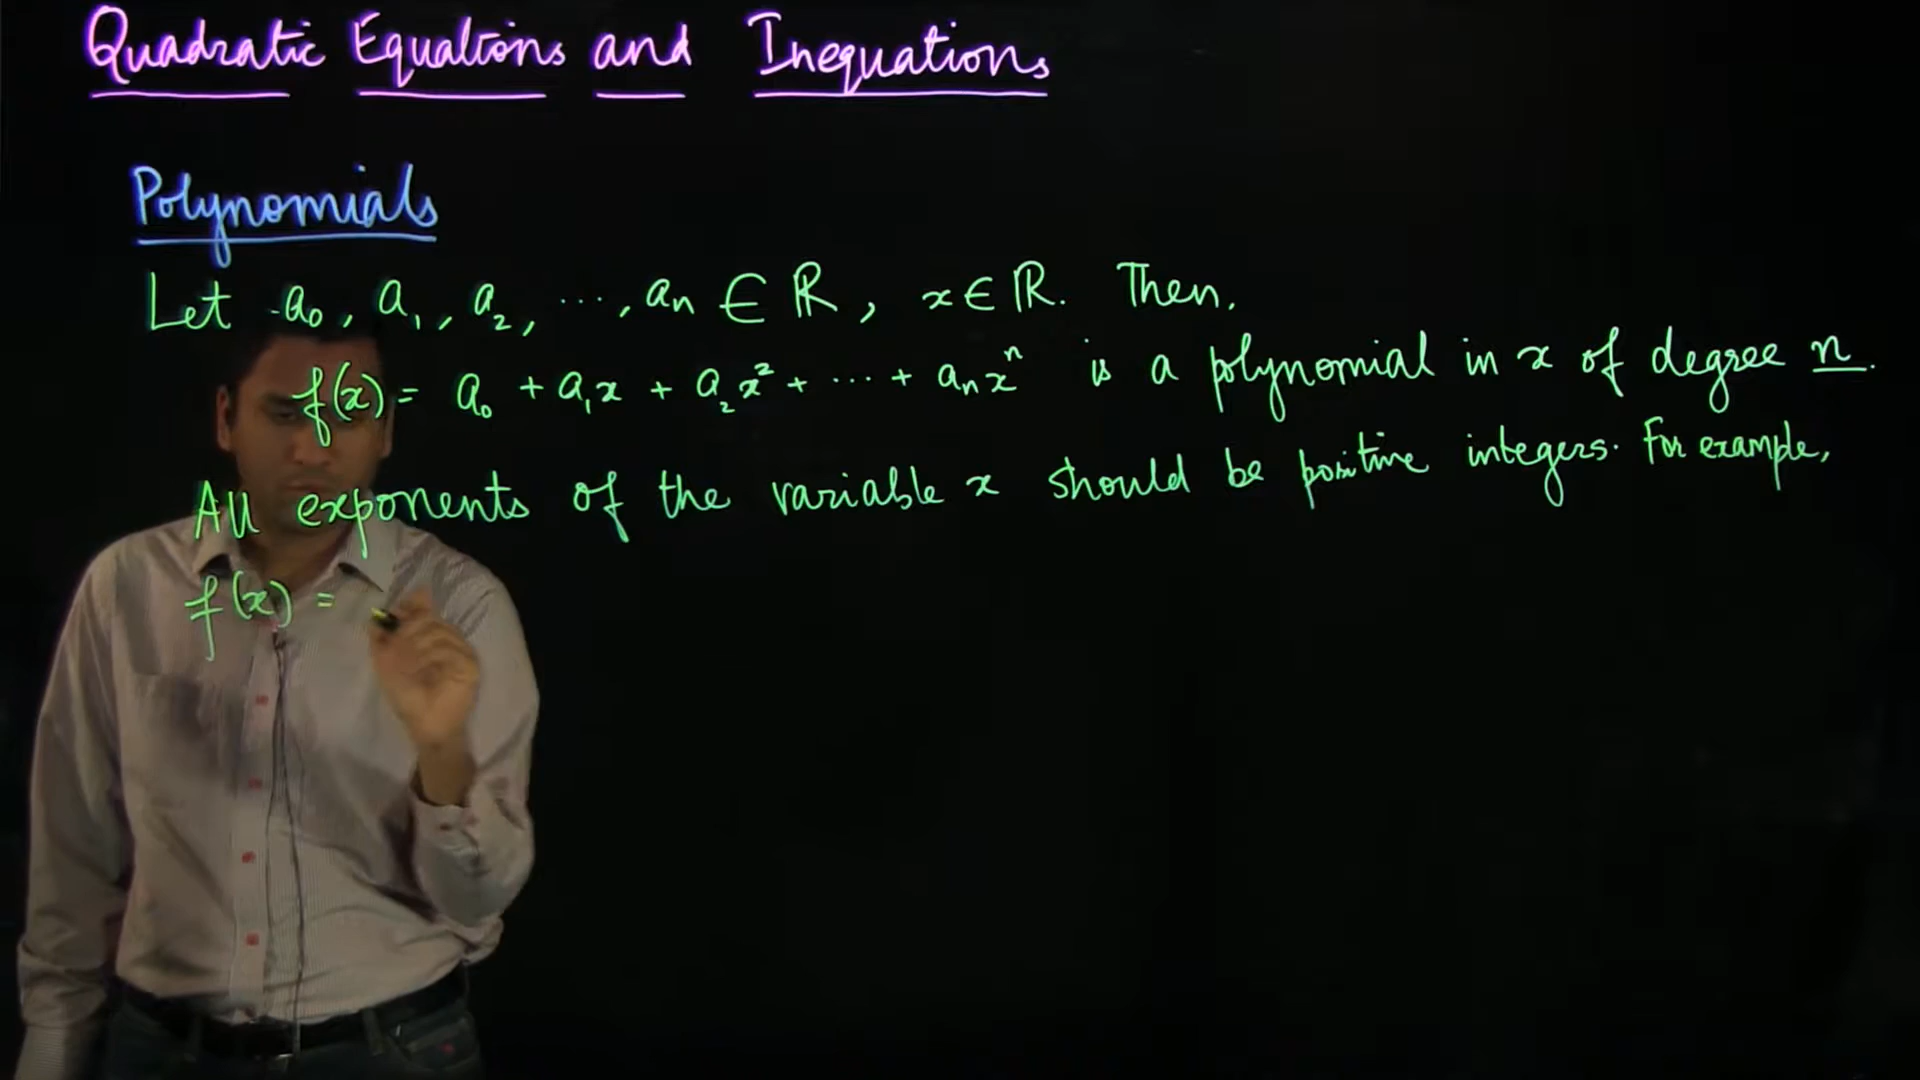 Quadratic Equations and Inequations
Polynomials
Let a₀, a₁, a₂, ..., aₙ ∈ ℝ, x ∈ ℝ. Then,
f(x) = a₀ + a₁x + a₂x² + ... + aₙxⁿ is a polynomial in x of degree n.
All exponents of the variable x should be positive integers. For example,
f(x) =